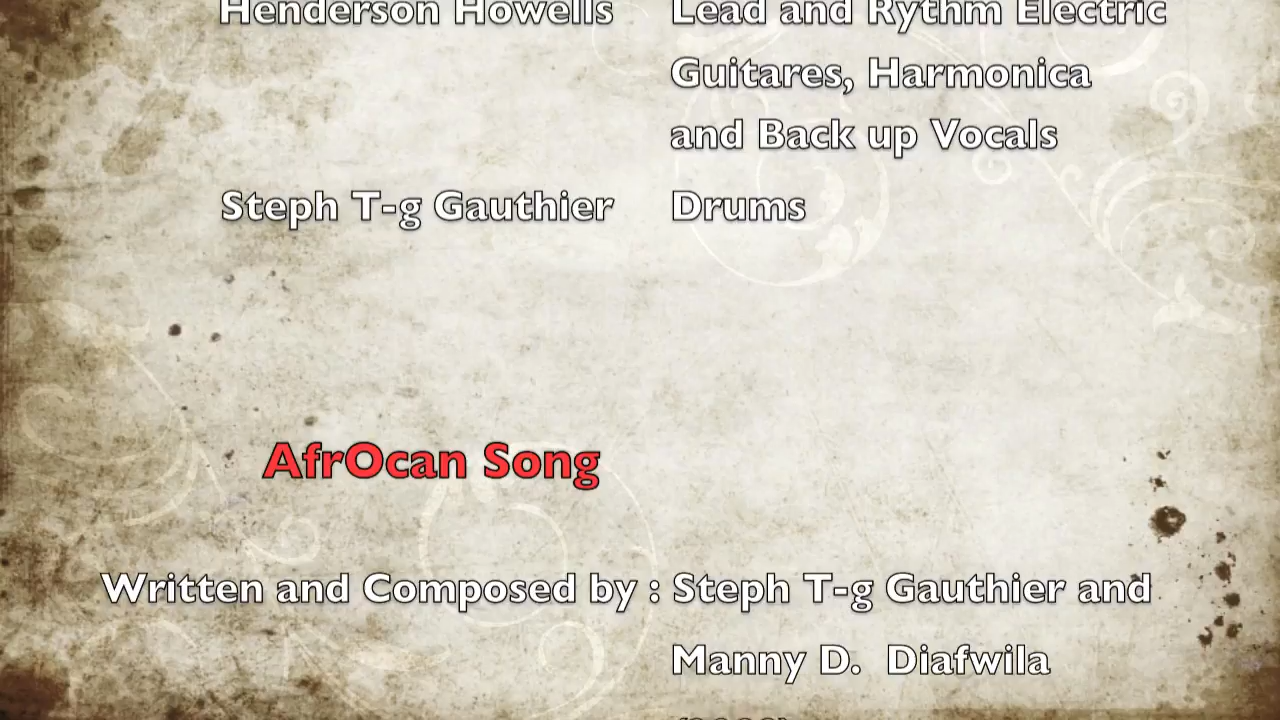 Henderson Howells Lead and Rythm Electric
Guitares, Harmonica
and Back up Vocals
Steph T-g Gauthier Drums
AfrOcan Song
Written and Composed by : Steph T-g Gauthier and
Manny D. Diafwila